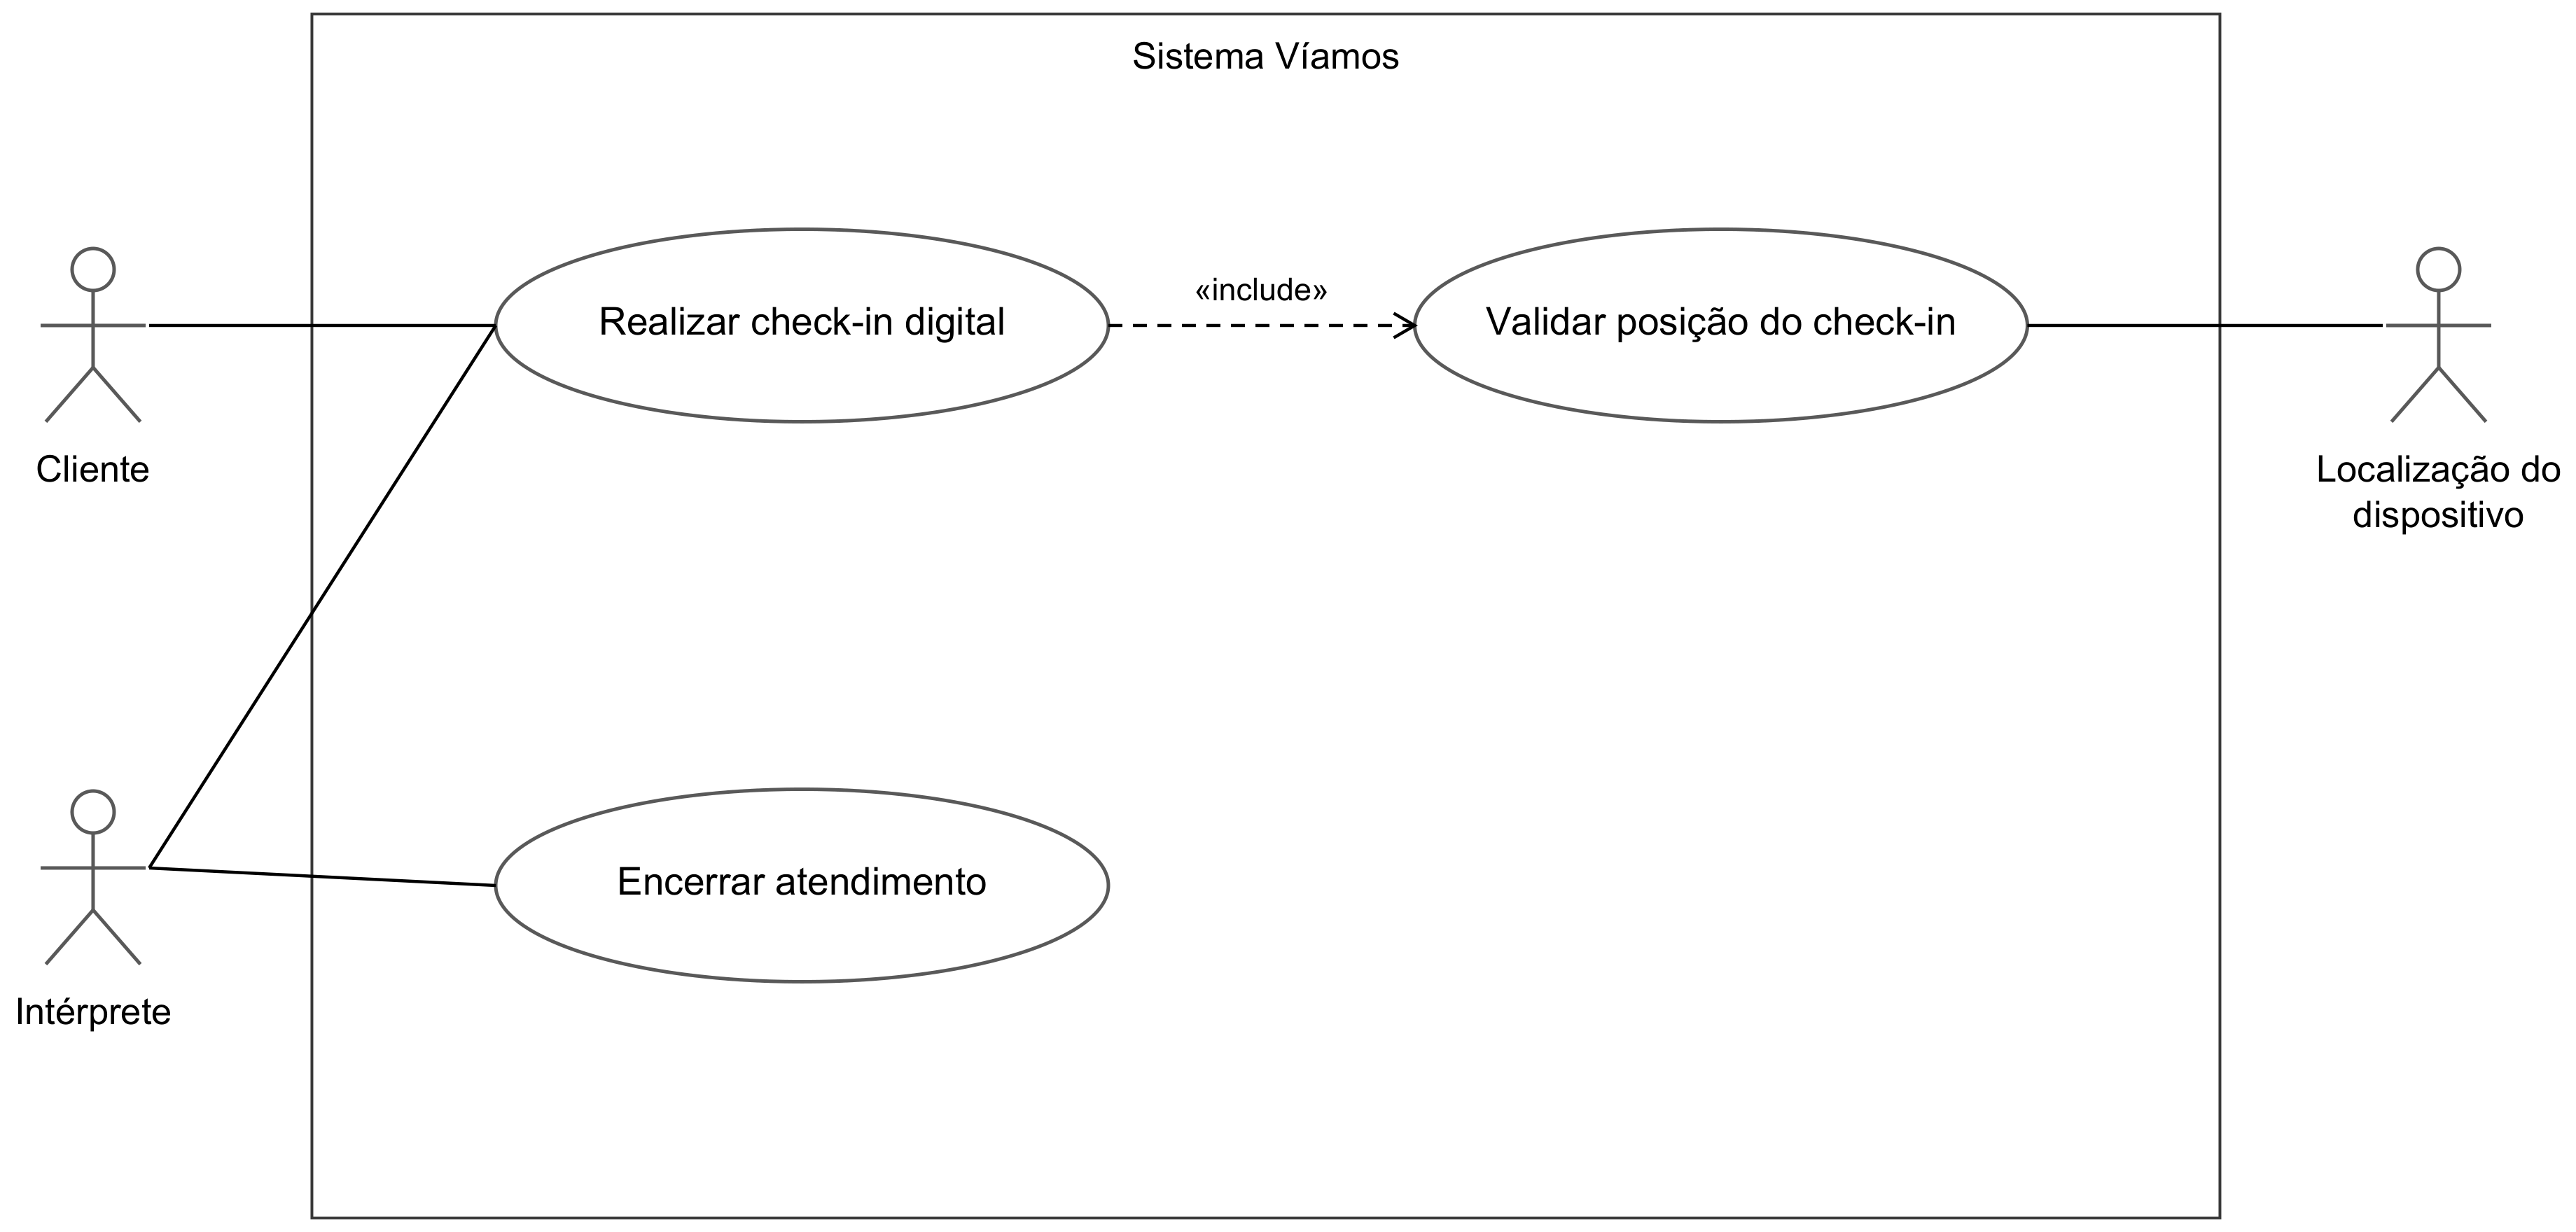 Sistema Víamos
Realizar check-in digital
«include»
Validar posição do check-in
Cliente
Localização do
dispositivo
Encerrar atendimento
Intérprete